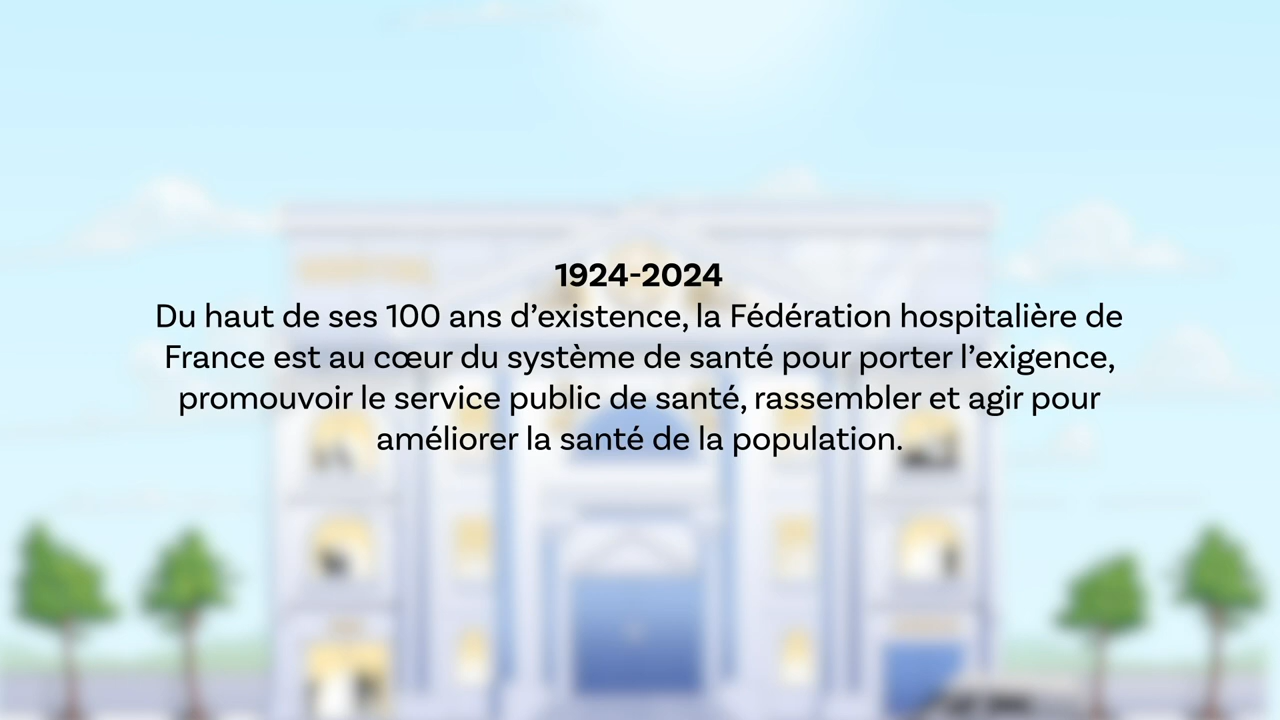 1924-2024
Du haut de ses 100 ans d’existence, la Fédération hospitalière de
France est au cœur du système de santé pour porter l’exigence,
promouvoir le service public de santé, rassembler et agir pour
améliorer la santé de la population.